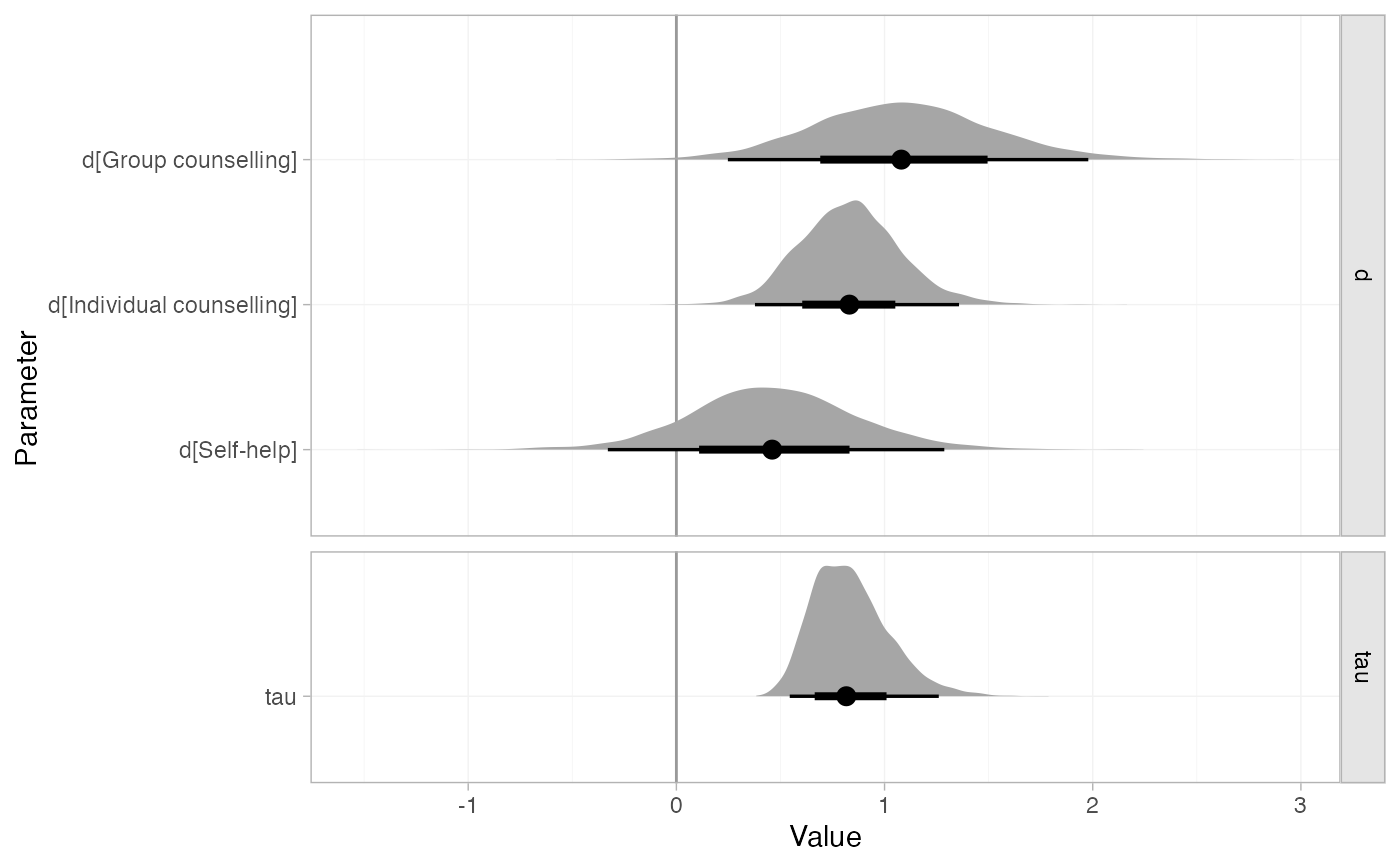 Parameter
d[Group counselling]
d[Individual counselling]
d[Self-help]
d
tau
tau
-1 0 1 2 3
Value